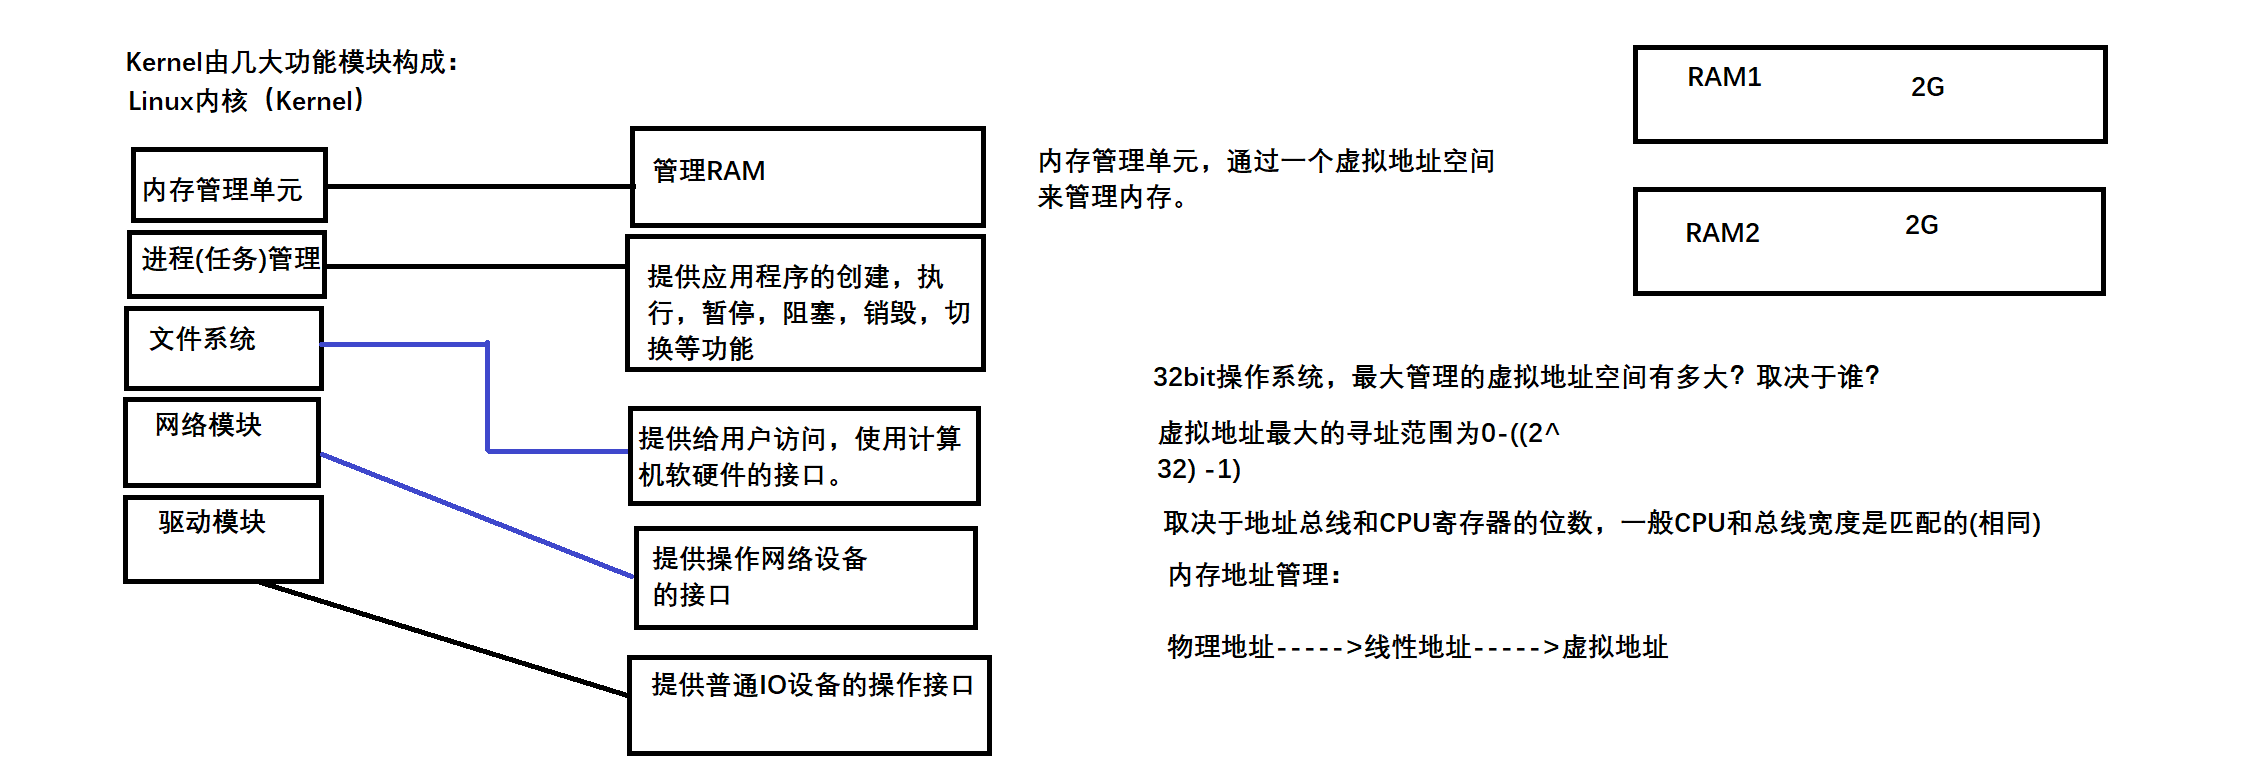 Kernel由几大功能模块构成：
Linux内核（Kernel）
内存管理单元
进程(任务)管理
文件系统
网络模块
驱动模块
管理RAM
提供应用程序的创建，执
行，暂停，阻塞，销毁，切
换等功能
提供给用户访问，使用计算
机软硬件的接口。
提供操作网络设备
的接口
提供普通IO设备的操作接口
内存管理单元，通过一个虚拟地址空间
来管理内存。
RAM1 2G
RAM2 2G
32bit操作系统，最大管理的虚拟地址空间有多大？取决于谁？
虚拟地址最大的寻址范围为0-((2^
32) -1)
取决于地址总线和CPU寄存器的位数，一般CPU和总线宽度是匹配的(相同)
内存地址管理：
物理地址----->线性地址----->虚拟地址